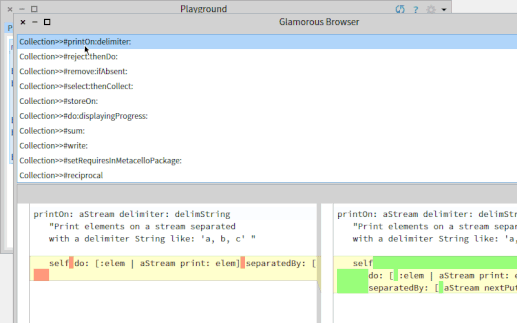 Playground
Glamorous Browser
Collection>>#printOn:delimiter:
Collection>>#reject:thenDo:
Collection>>#remove:ifAbsent:
Collection>>#select:thenCollect:
Collection>>#storeOn:
Collection>>#do:displayingProgress:
Collection>>#sum:
Collection>>#write:
Collection>>#setRequiresInMetacelloPackage:
Collection>>#reciprocal
printOn: aStream delimiter: delimString
"Print elements on a stream separated
with a delimiter String like: 'a, b, c' "
self do: [:elem | aStream print: elem] separatedBy: [
printOn: aStream delimiter: delimSt
"Print elements on a stream separ
with a delimiter String like: 'a,
self
do: [ :elem | aStream print: e
separatedBy: [ aStream nextPut